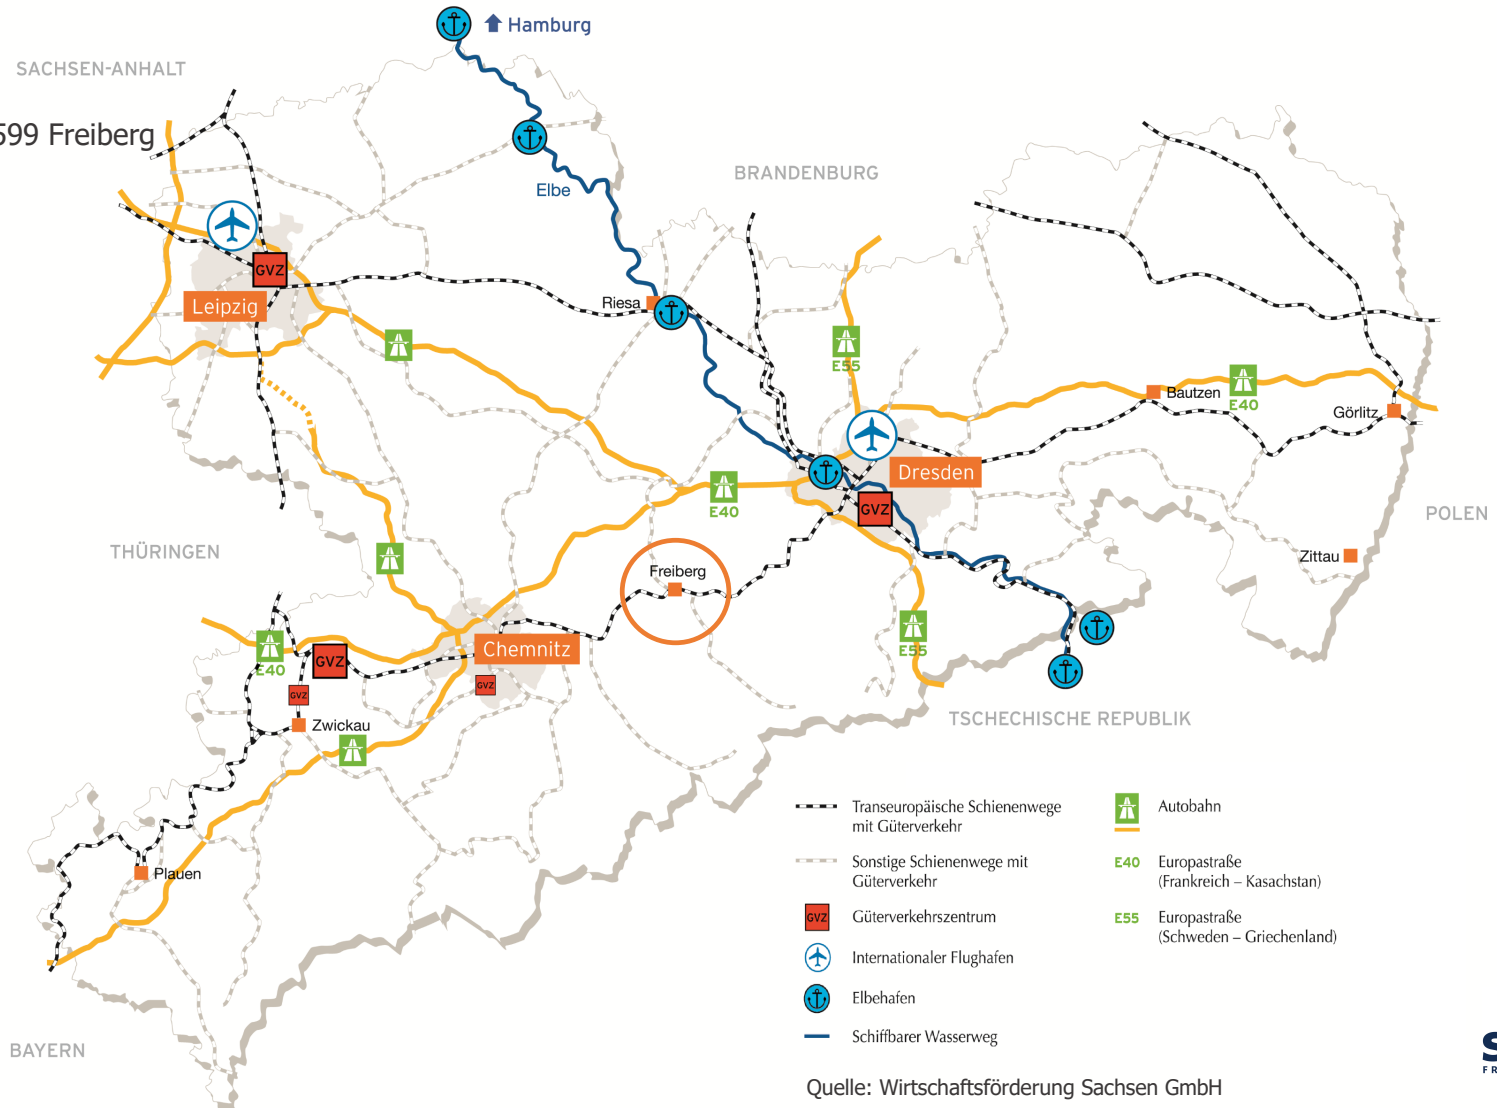 Hamburg
SACHSEN-ANHALT
599 Freiberg
BRANDENBURG
Elbe
GVZ
Leipzig
Riesa
E55
Bautzen
E40
Görlitz
Dresden
GVZ
E40
POLEN
THÜRINGEN
Zittau
Freiberg
E55
Chemnitz
E40
GVZ
GVZ
GVZ
Zwickau
TSCHECHISCHE REPUBLIK
Plauen
BAYERN
Transeuropäische Schienenwege
mit Güterverkehr
Sonstige Schienenwege mit
Güterverkehr
GVZ Güterverkehrszentrum
Internationaler Flughafen
Elbehafen
Schiffbarer Wasserweg
Autobahn
E40 Europastraße
(Frankreich – Kasachstan)
E55 Europastraße
(Schweden – Griechenland)
Quelle: Wirtschaftsförderung Sachsen GmbH